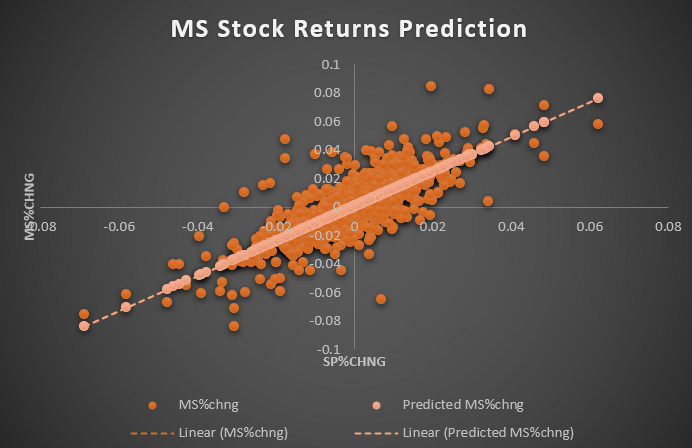 MS Stock Returns Prediction
0.1
0.08
0.06
0.04
0.02
0
-0.08 -0.06 -0.04 -0.02 0 0.02 0.04 0.06 0.08
-0.02
-0.04
-0.06
-0.08
-0.1
MS%CHNG
SP%CHNG
MS%chng Predicted MS%chng
Linear (MS%chng) Linear (Predicted MS%chng)